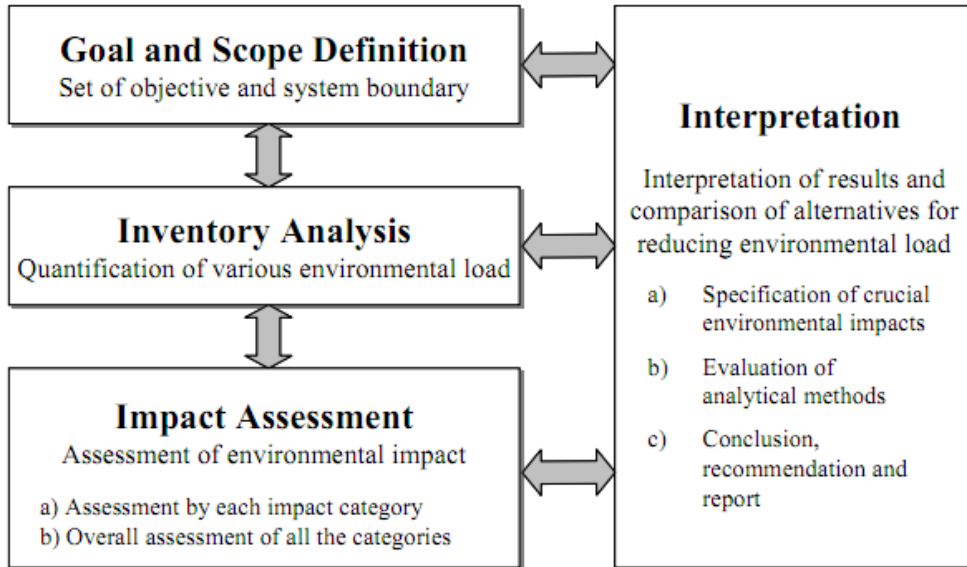 Goal and Scope Definition
Set of objective and system boundary
Inventory Analysis
Quantification of various environmental load
Impact Assessment
Assessment of environmental impact
a) Assessment by each impact category
b) Overall assessment of all the categories
Interpretation
Interpretation of results and
comparison of alternatives for
reducing environmental load
a) Specification of crucial
environmental impacts
b) Evaluation of
analytical methods
c) Conclusion,
recommendation and
report